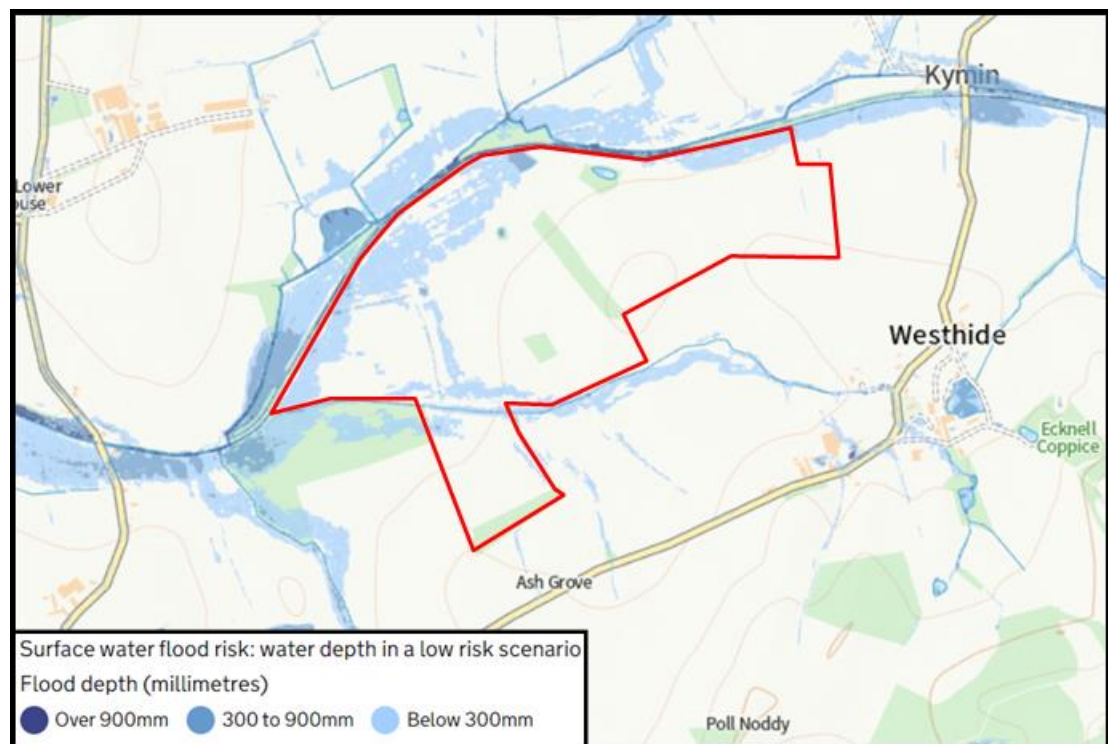 Kymin
Lower
ouse
Westhide
Ecknell
Coppice
Ash Grove
Surface water flood risk: water depth in a low risk scenario
Flood depth (millimetres)
Over 900mm
300 to 900mm
Below 300mm
Poll Noddy